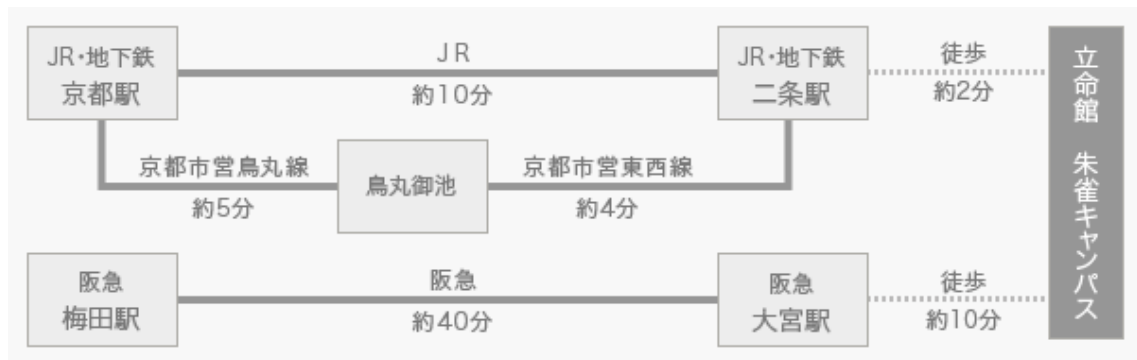 JR・地下鉄
京都駅
JR
約10分
JR・地下鉄
二条駅
徒歩
約2分
京都市営烏丸線
約5分
烏丸御池
京都市営東西線
約4分
阪急
梅田駅
阪急
約40分
阪急
大宮駅
徒歩
約10分
立命館 朱雀キャンパス